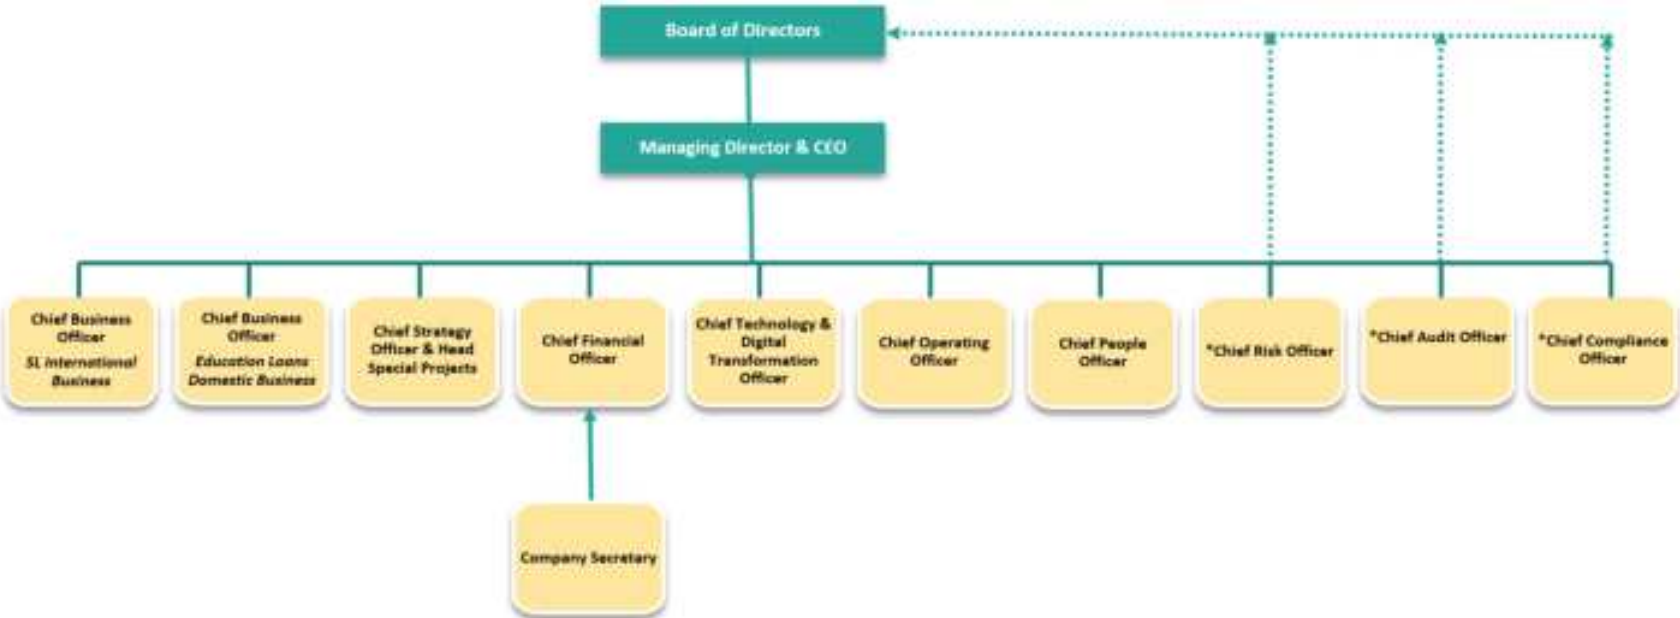 Board of Directors
Managing Director & CEO
Chief Business
Officer
SL International
Business
Chief Business
Officer
Education Loans
Domestic Business
Chief Strategy
Officer & Head
Special Projects
Chief Financial
Officer
Chief Technology &
Digital
Transformation
Officer
Chief Operating
Officer
Chief People
Officer
*Chief Risk Officer
*Chief Audit Officer
*Chief Compliance
Officer
Company Secretary